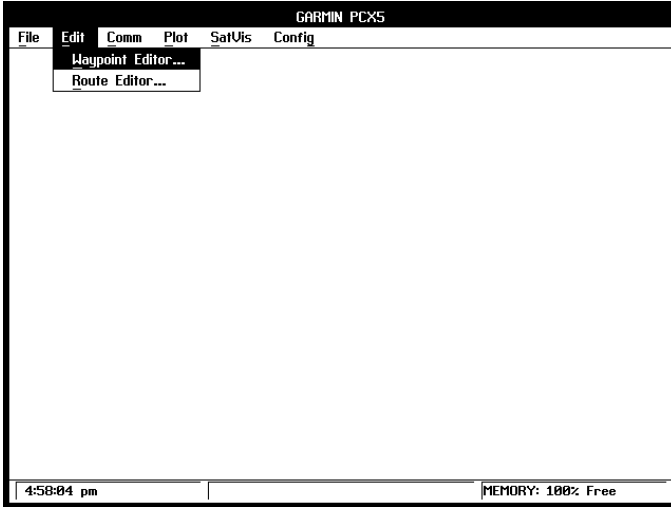 GARMIN PCX5
File Edit Comm Plot SatVis Config
Waypoint Editor...
Route Editor...
4:58:04 pm MEMORY: 100% Free